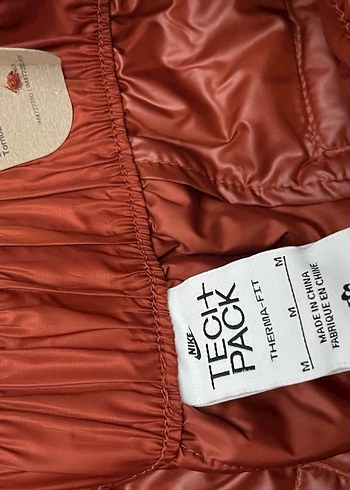 NIKE
TECH+
PACK
THERMA-FIT
M
M
M
MADE IN CHINA
FABRIQUÉ EN CHINE